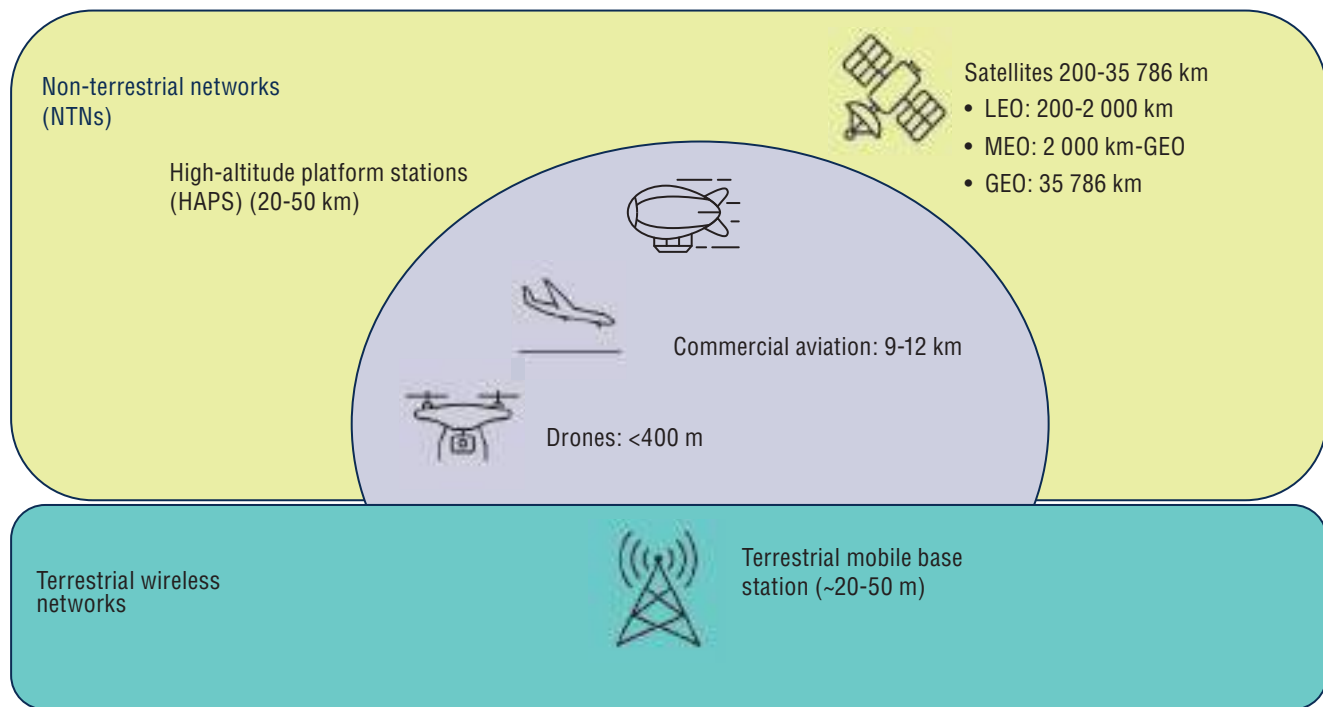 Non-terrestrial networks
(NTNs)
Satellites 200-35 786 km
• LEO: 200-2 000 km
• MEO: 2 000 km-GEO
• GEO: 35 786 km
High-altitude platform stations
(HAPS) (20-50 km)
Commercial aviation: 9-12 km
Drones: <400 m
Terrestrial wireless
networks
Terrestrial mobile base
station (~20-50 m)